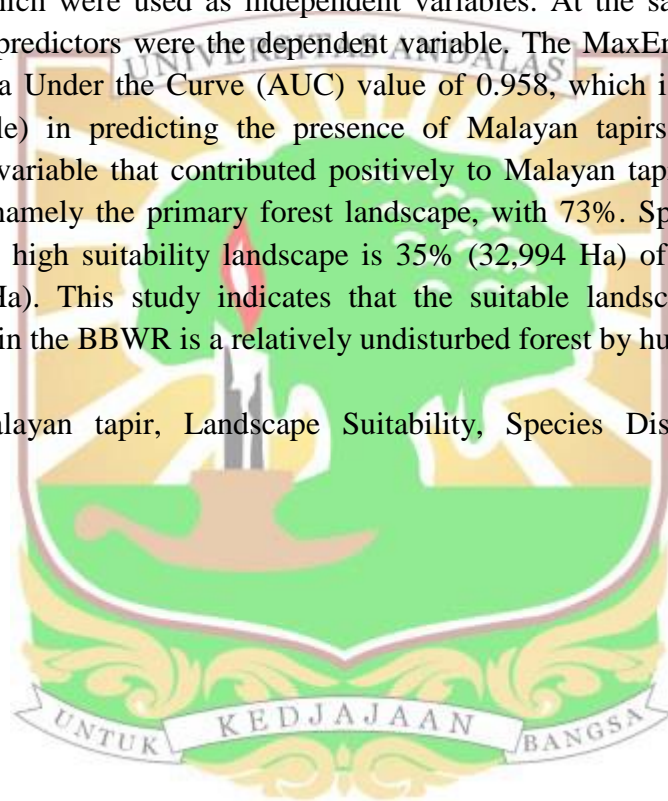 which were used as independent variables. At the sa
predictors were the dependent variable. The MaxEn
UNIVERSITAS ANDALAS
a Under the Curve (AUC) value of 0.958, which i
le) in predicting the presence of Malayan tapirs
variable that contributed positively to Malayan tap
namely the primary forest landscape, with 73%. Sp
high suitability landscape is 35% (32,994 Ha) of
Ha). This study indicates that the suitable landsc
in the BBWR is a relatively undisturbed forest by hu
alayan tapir, Landscape Suitability, Species Dis
UNTUK KEDJAJAAN BANGSA